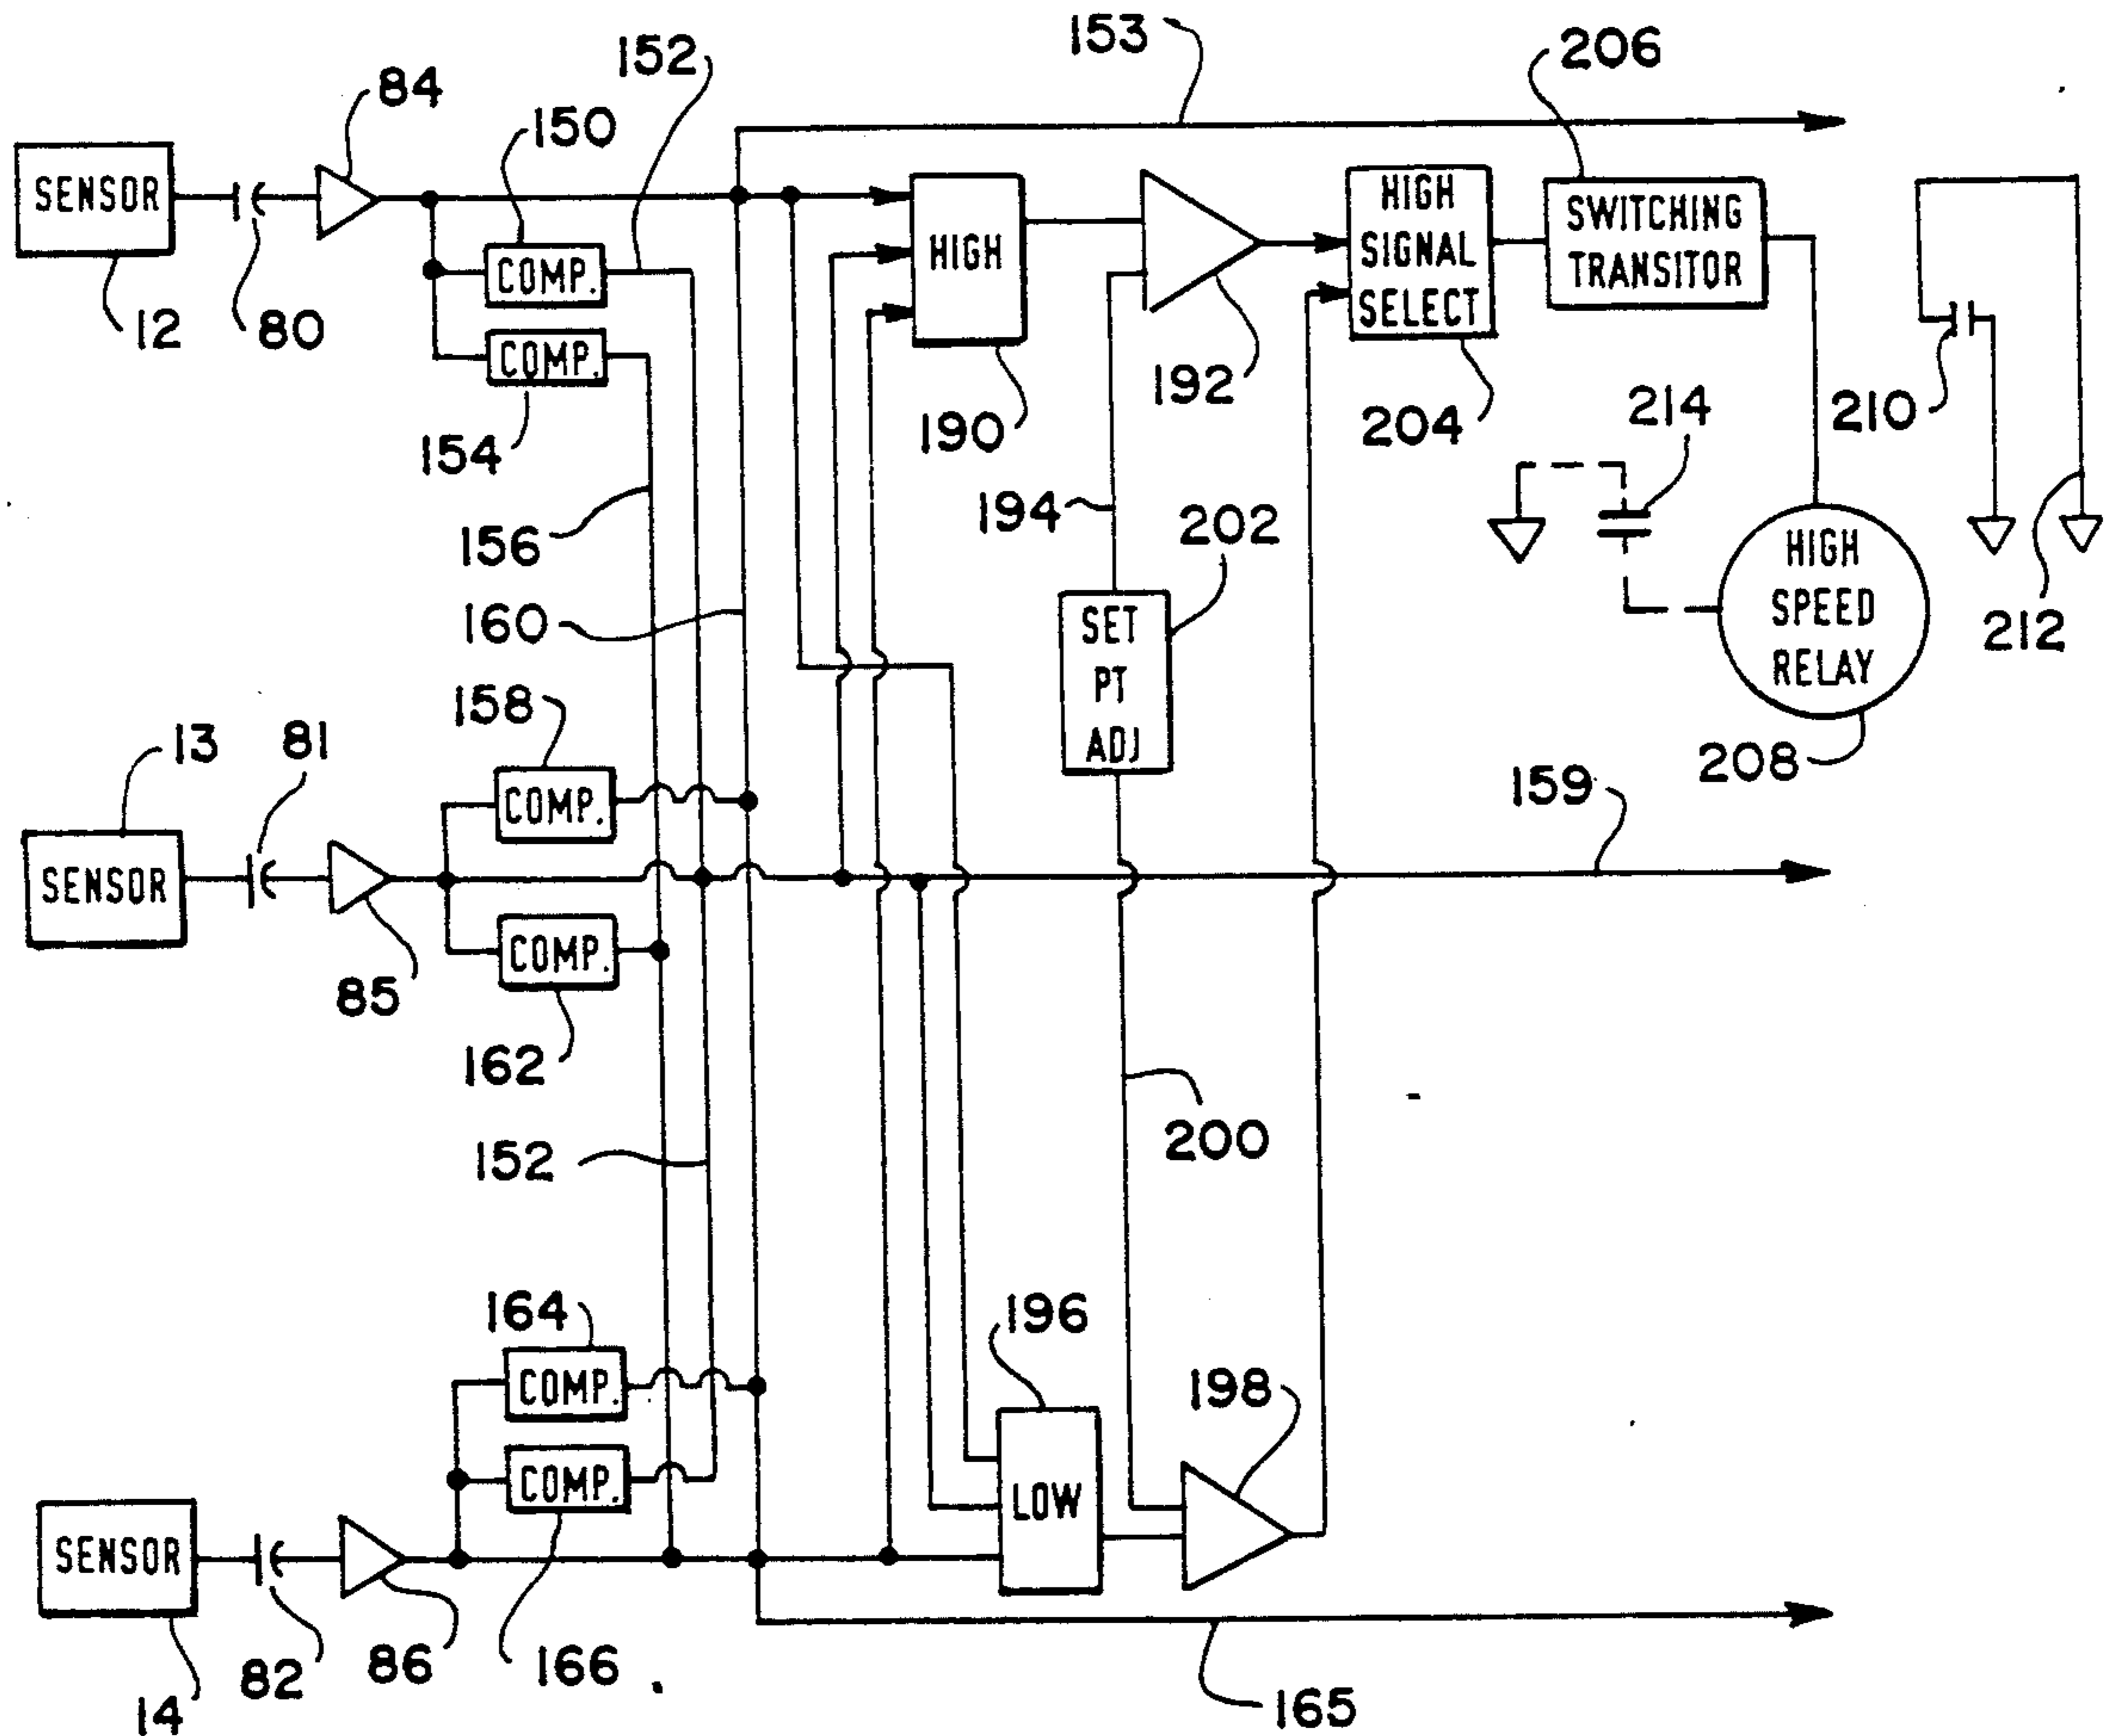 153
206
152
84
150
SENSOR
12
80
COMP.
COMP.
154
HIGH
190
192
HIGH
SIGNAL
SELECT
204
SWITCHING
TRANSITOR
214
210
156
194
202
212
160
SET
PT
ADJ
HIGH
SPEED
RELAY
208
158
13
81
159
COMP.
SENSOR
COMP.
85
162
152
200
164
196
198
COMP.
COMP.
LOW
SENSOR
14
82
86
166
165